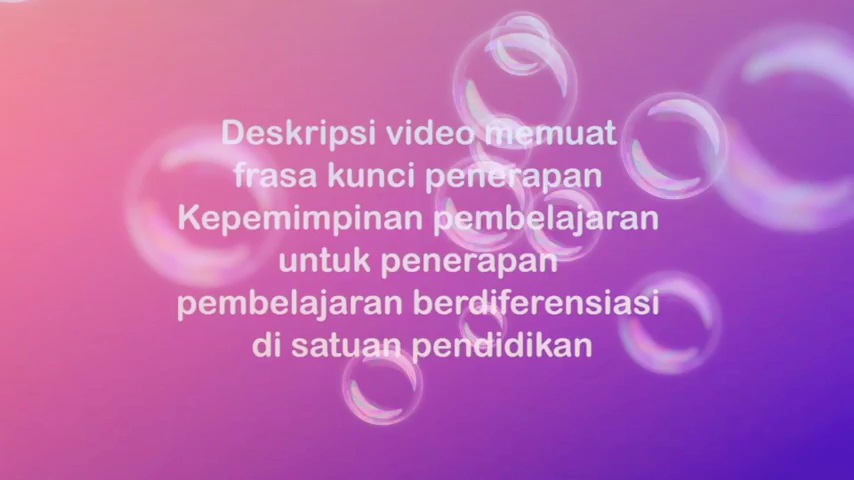 Deskripsi video memuat
frasa kunci penerapan
Kepemimpinan pembelajaran
untuk penerapan
pembelajaran berdiferensiasi
di satuan pendidikan